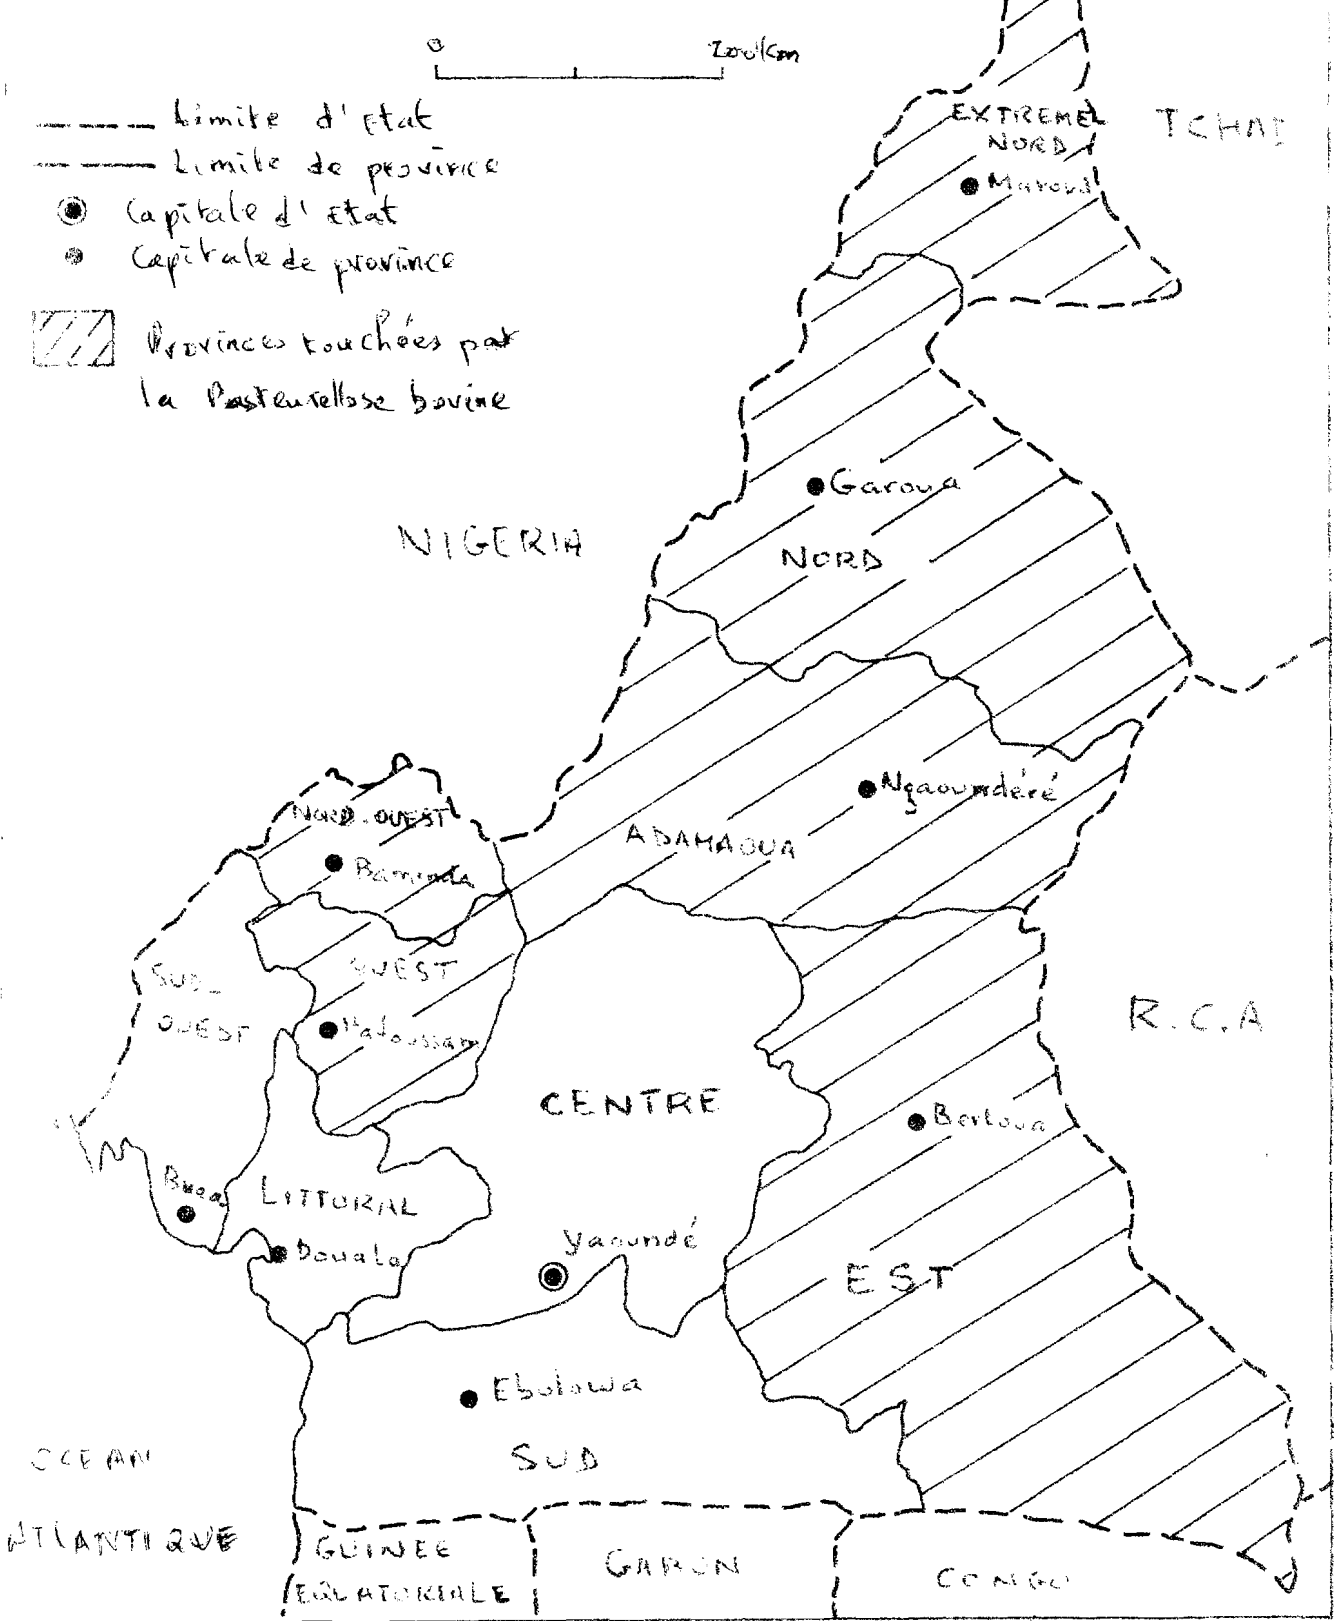 0 200km
Limite d'Etat
Limite de province
Capitale d'Etat
Capitale de province
Provinces touchées par
la Pasteurellose bovine
EXTREME
NORD
TCHAD
Maroua
Garoua
NIGERIA
NORD
Ngaoundéré
NORD-OUEST
ADAMAOUA
Bamenda
OUEST
SUD-
OUEST
R.C.A
Bafoussam
CENTRE
Bertoua
Buea
LITTORAL
Yaoundé
Douala
EST
Ebolowa
OCEAN
SUD
ATLANTIQUE
GUINEE
EQUATORIALE
GABON
CONGO